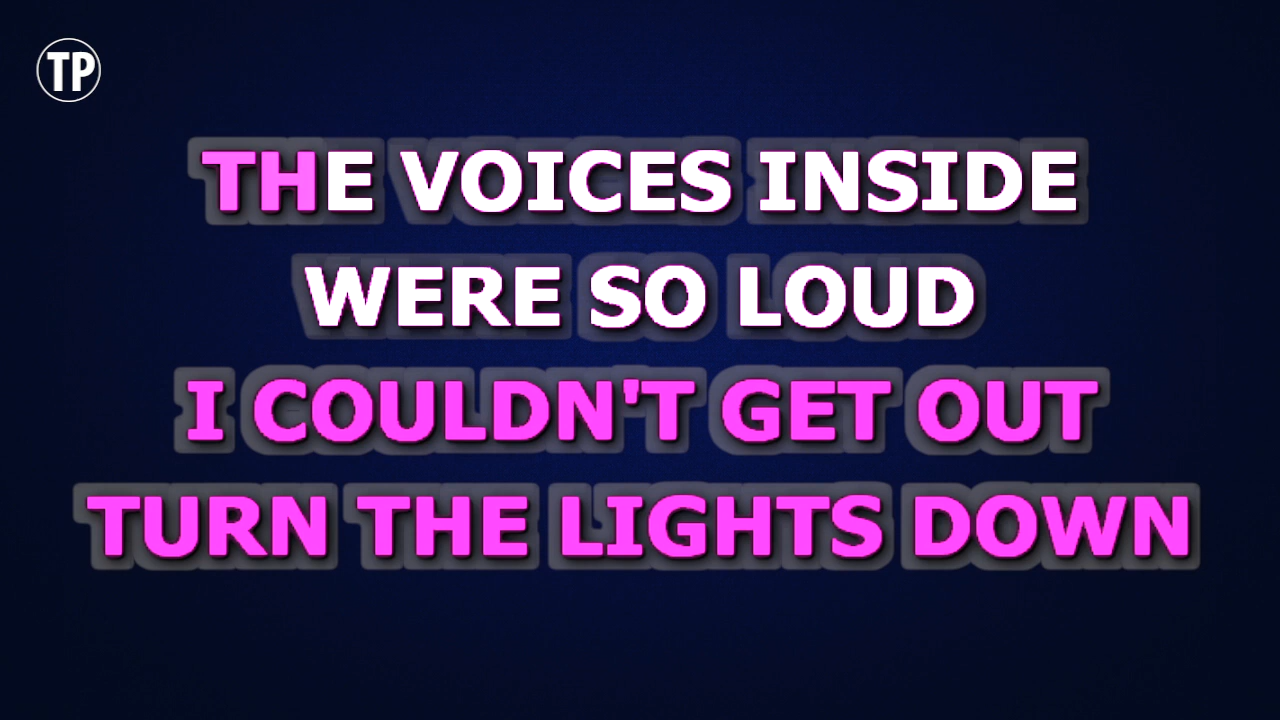 TP
THE VOICES INSIDE
WERE SO LOUD
I COULDN'T GET OUT
TURN THE LIGHTS DOWN